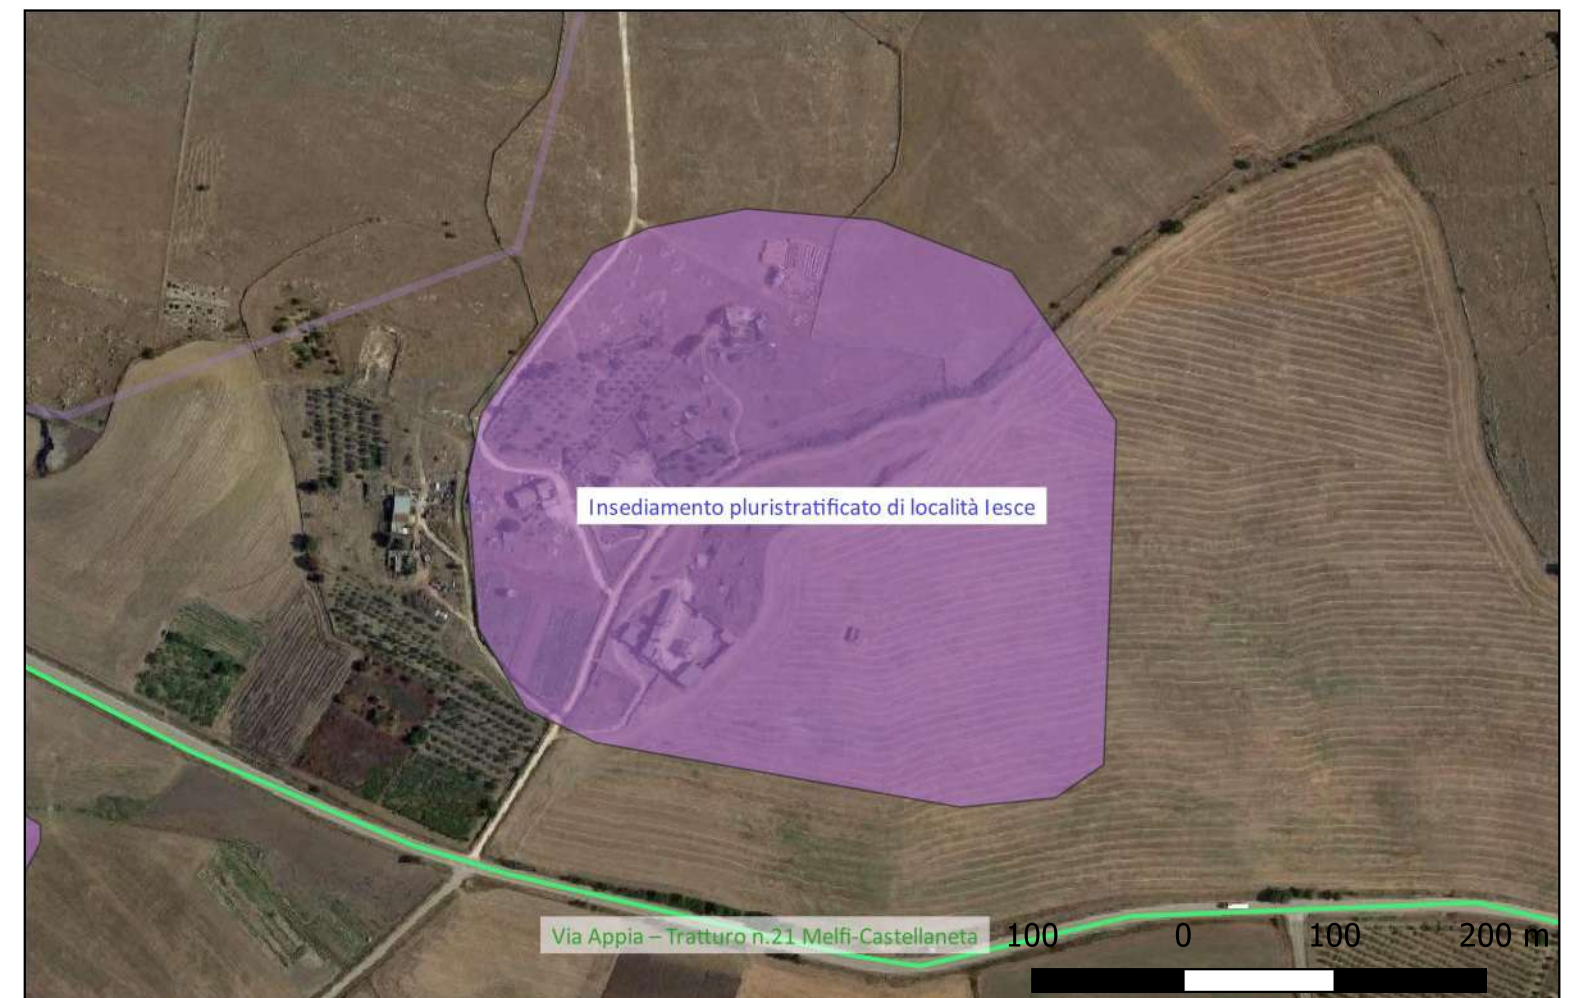 Insediamento pluristratificato di località Iesce
Via Appia – Tratturo n.21 Melfi-Castellaneta
100 0 100 200 m